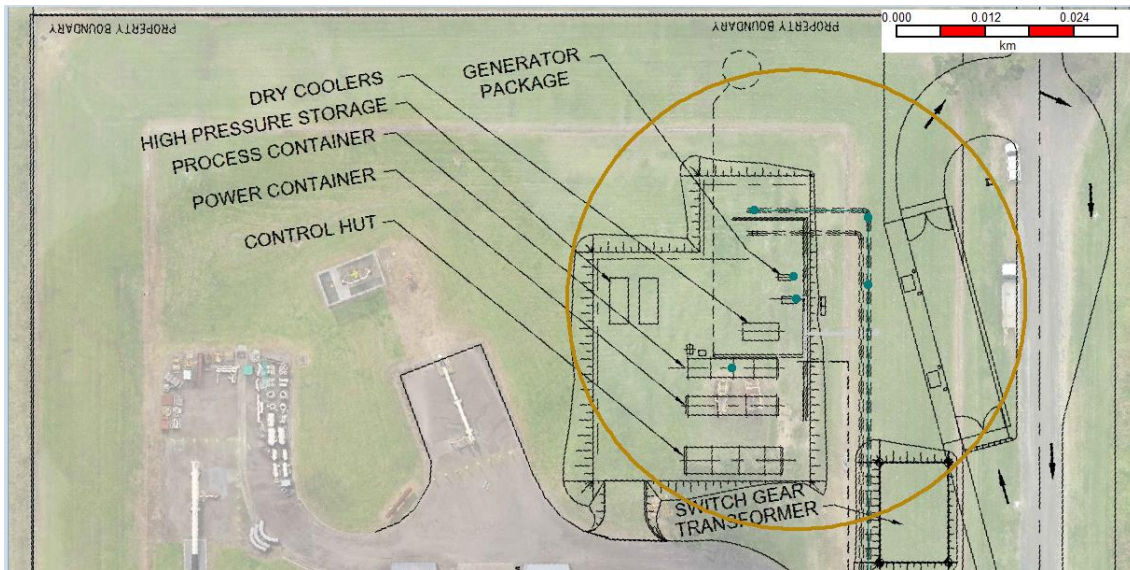 PROPERTY BOUNDARY
PROPERTY BOUNDARY
0.000 0.012 0.024
km
GENERATOR
PACKAGE
DRY COOLERS
HIGH PRESSURE STORAGE
PROCESS CONTAINER
POWER CONTAINER
CONTROL HUT
SWITCH GEAR
TRANSFORMER